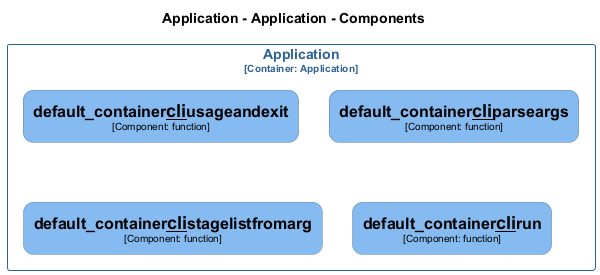 Application - Application - Components
Application
[Container: Application]
default_containercliusageandexit
[Component: function]
default_containercliparseargs
[Component: function]
default_containerclistagelistfromarg
[Component: function]
default_containerclirun
[Component: function]